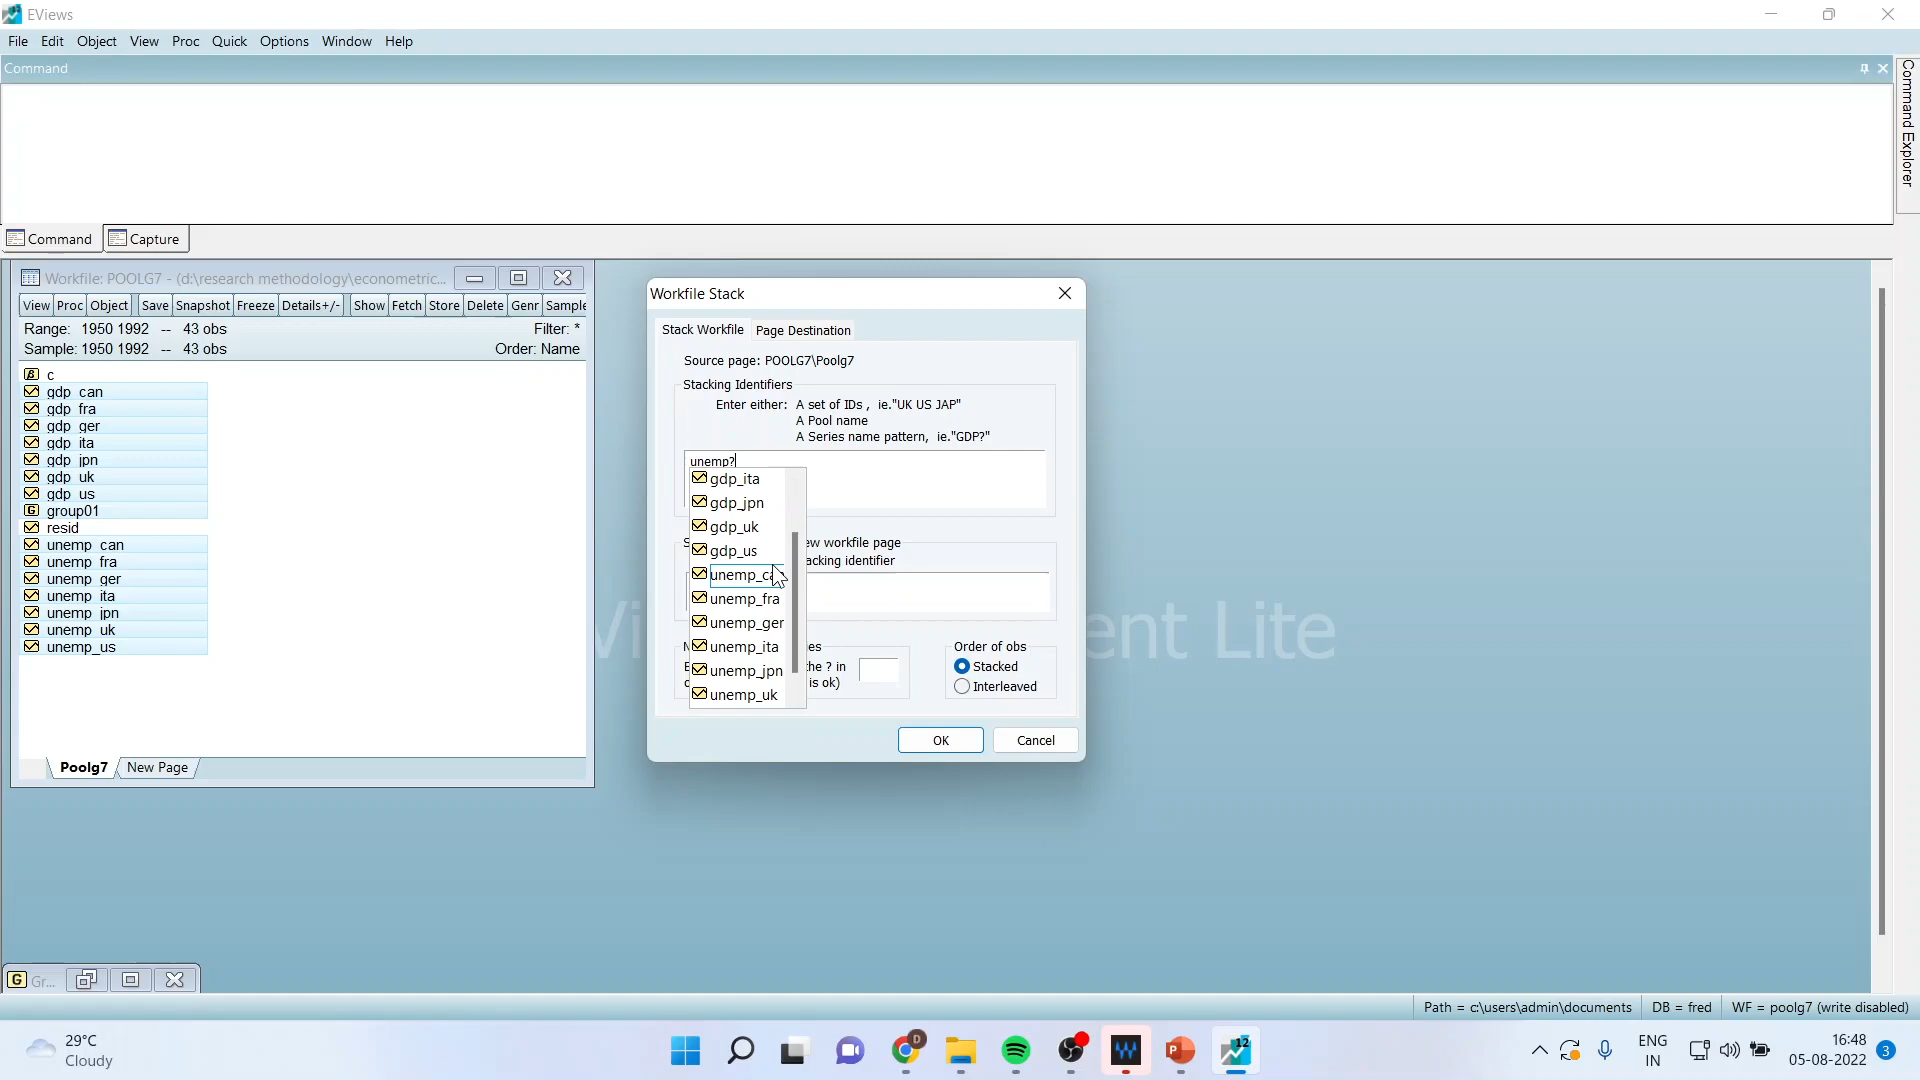 EViews
File Edit Object View Proc Quick Options Window Help
Command
Command Explorer
Command Capture
Workfile: POOLG7 - (d:\research methodology\econometric...
View Proc Object Save Snapshot Freeze Details+/- Show Fetch Store Delete Genr Sample
Range: 1950 1992 -- 43 obs Filter: *
Sample: 1950 1992 -- 43 obs Order: Name
c
gdp_can
gdp_fra
gdp_ger
gdp_ita
gdp_jpn
gdp_uk
gdp_us
group01
resid
unemp_can
unemp_fra
unemp_ger
unemp_ita
unemp_jpn
unemp_uk
unemp_us
Poolg7 New Page
Workfile Stack
Stack Workfile Page Destination
Source page: POOLG7\Poolg7
Stacking Identifiers
Enter either: A set of IDs , ie."UK US JAP"
A Pool name
A Series name pattern, ie."GDP?"
unemp?
gdp_ita
gdp_jpn
gdp_uk
gdp_us
unemp_ca
unemp_fra
unemp_ger
unemp_ita
unemp_jpn
unemp_uk
workfile page
identifier
the ? in
is ok)
Order of obs
Stacked
Interleaved
OK Cancel
Lite
Gr...
Path = c:\users\admin\documents DB = fred WF = poolg7 (write disabled)
29°C
Cloudy
D
12
ENG
IN
16:48
05-08-2022
3